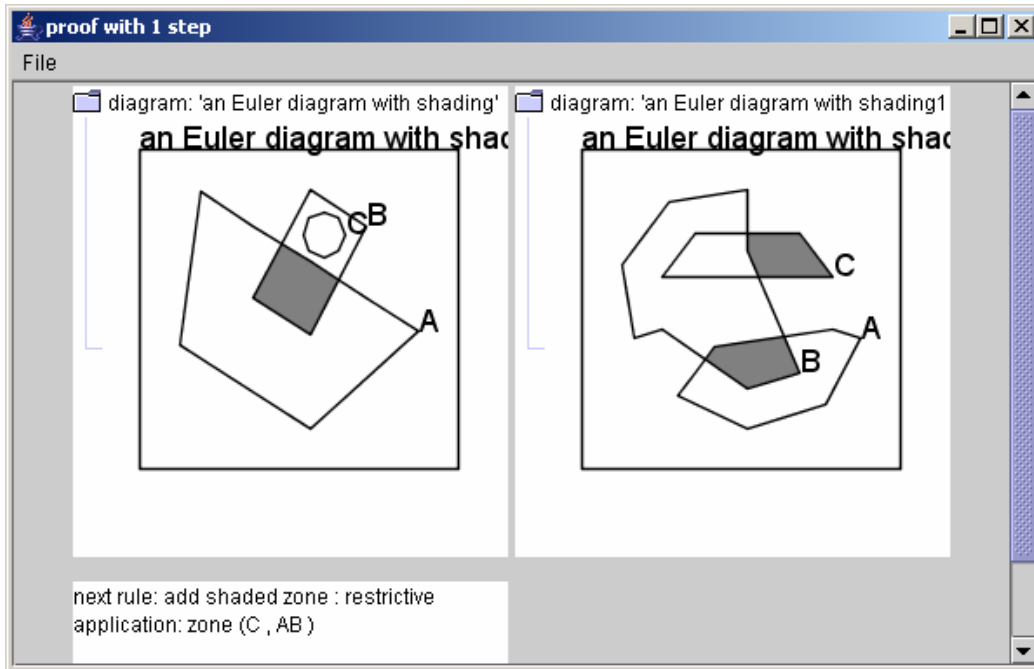 proof with 1 step
File
diagram: 'an Euler diagram with shading'
diagram: 'an Euler diagram with shading1
an Euler diagram with shad
an Euler diagram with shad
C
B
A
C
A
B
next rule: add shaded zone : restrictive
application: zone (C , AB )